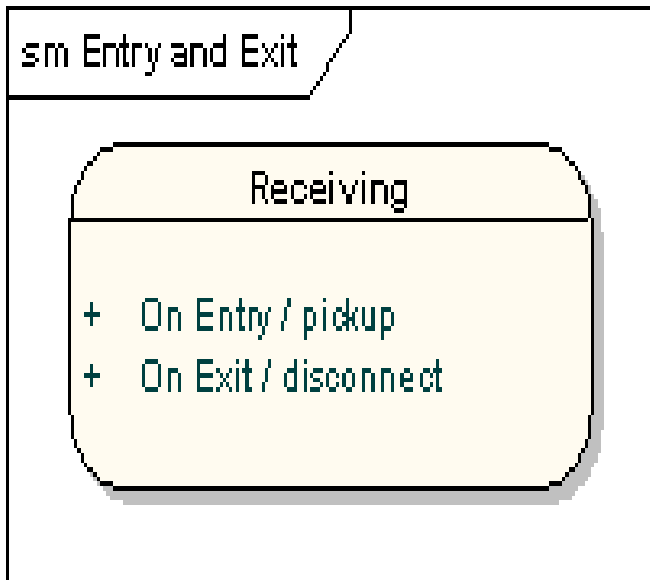 sm Entry and Exit
Receiving
+ On Entry / pickup
+ On Exit / disconnect